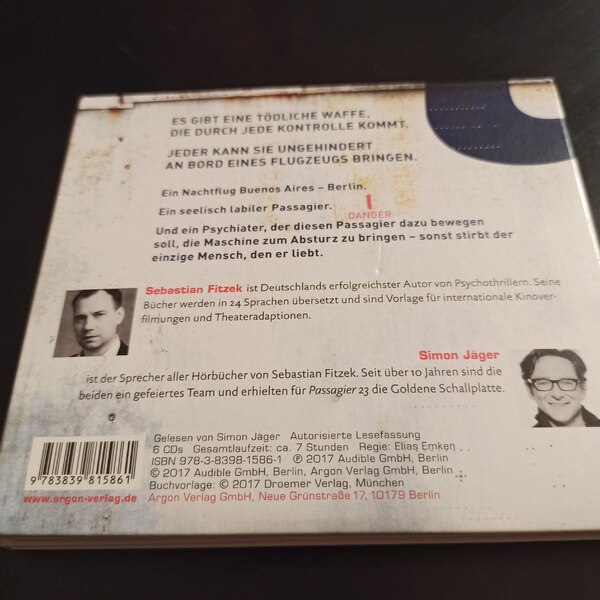 ES GIBT EINE TÖDLICHE WAFFE,
DIE DURCH JEDE KONTROLLE KOMMT.
JEDER KANN SIE UNGEHINDERT
AN BORD EINES FLUGZEUGS BRINGEN.
Ein Nachtflug Buenos Aires – Berlin.
Ein seelisch labiler Passagier.
DANGER
Und ein Psychiater, der diesen Passagier dazu bewegen
soll, die Maschine zum Absturz zu bringen – sonst stirbt der
einzige Mensch, den er liebt.
Sebastian Fitzek ist Deutschlands erfolgreichster Autor von Psychothrillern. Seine
Bücher werden in 24 Sprachen übersetzt und sind Vorlage für internationale Kinover-
filmungen und Theateradaptionen.
Simon Jäger
ist der Sprecher aller Hörbücher von Sebastian Fitzek. Seit über 10 Jahren sind die
beiden ein gefeiertes Team und erhielten für Passagier 23 die Goldene Schallplatte.
Gelesen von Simon Jäger Autorisierte Lesefassung
6 CDs Gesamtlaufzeit: ca. 7 Stunden Regie: Elias Emken
ISBN 978-3-8398-1586-1 ℗ 2017 Audible GmbH, Berlin
© 2017 Audible GmbH, Berlin, Argon Verlag GmbH, Berlin
Buchvorlage: © 2017 Droemer Verlag, München
Argon Verlag GmbH, Neue Grünstraße 17, 10179 Berlin
9 783839 815861
www.argon-verlag.de